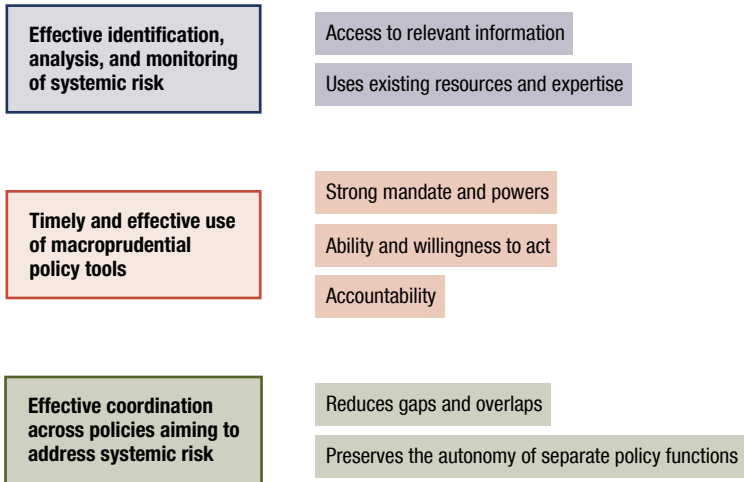 Effective identification,
analysis, and monitoring
of systemic risk
Access to relevant information
Uses existing resources and expertise
Timely and effective use
of macroprudential
policy tools
Strong mandate and powers
Ability and willingness to act
Accountability
Effective coordination
across policies aiming to
address systemic risk
Reduces gaps and overlaps
Preserves the autonomy of separate policy functions